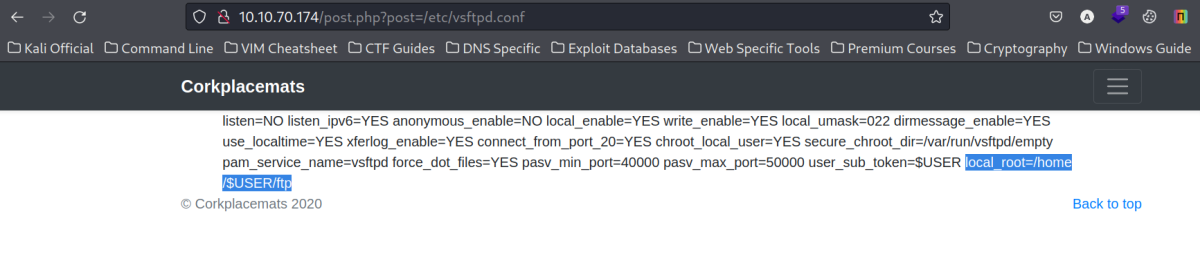 10.10.70.174/post.php?post=/etc/vsftpd.conf
A
5
Kali Official Command Line VIM Cheatsheet CTF Guides DNS Specific Exploit Databases Web Specific Tools Premium Courses Cryptography Windows Guide
Corkplacemats
listen=NO listen_ipv6=YES anonymous_enable=NO local_enable=YES write_enable=YES local_umask=022 dirmessage_enable=YES
use_localtime=YES xferlog_enable=YES connect_from_port_20=YES chroot_local_user=YES secure_chroot_dir=/var/run/vsftpd/empty
pam_service_name=vsftpd force_dot_files=YES pasv_min_port=40000 pasv_max_port=50000 user_sub_token=$USER local_root=/home
/$USER/ftp
© Corkplacemats 2020 Back to top